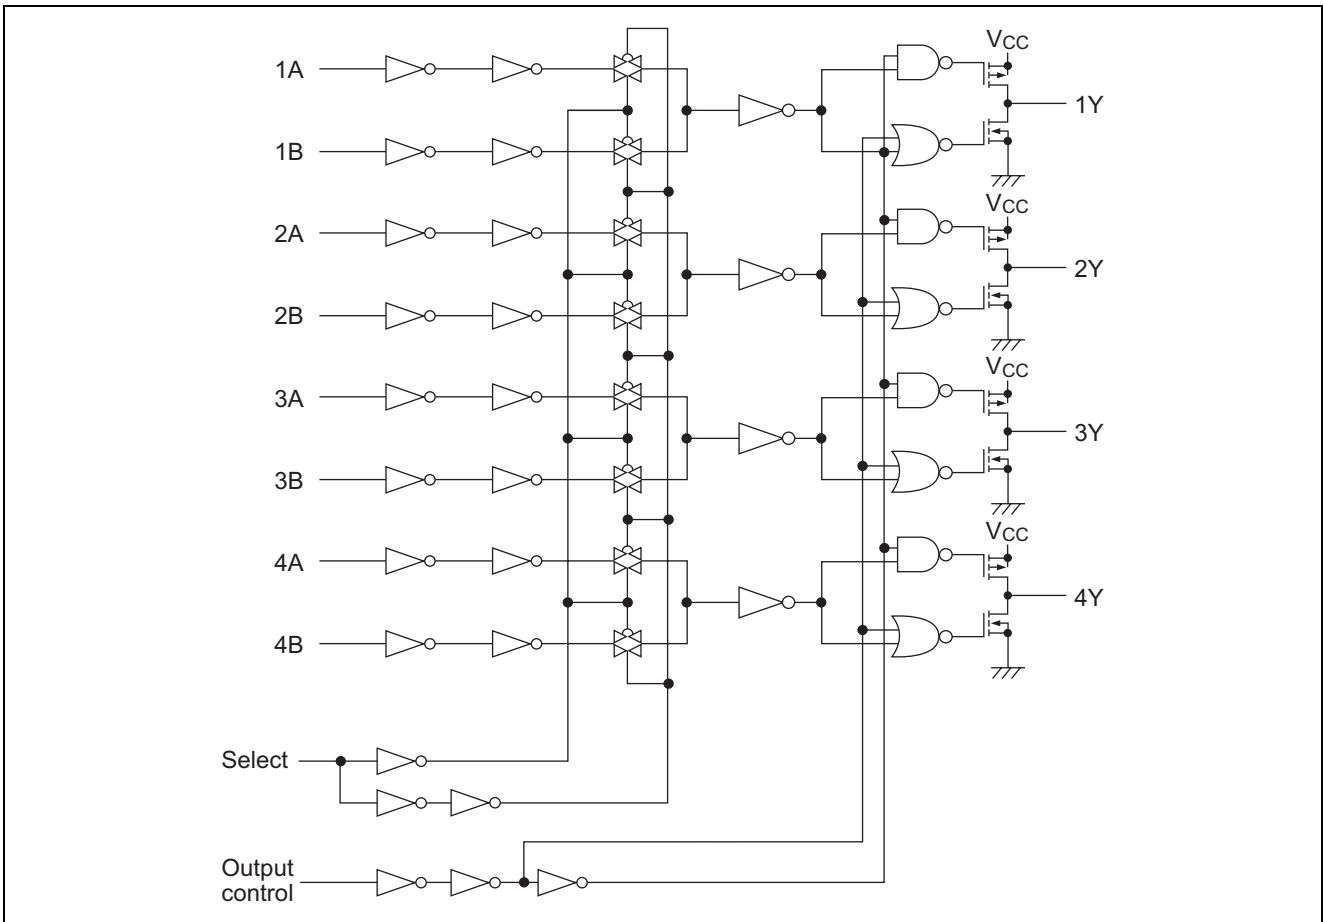 VCC
1A
1Y
1B
VCC
2A
2Y
2B
VCC
3A
3Y
3B
VCC
4A
4Y
4B
Select
Output
control